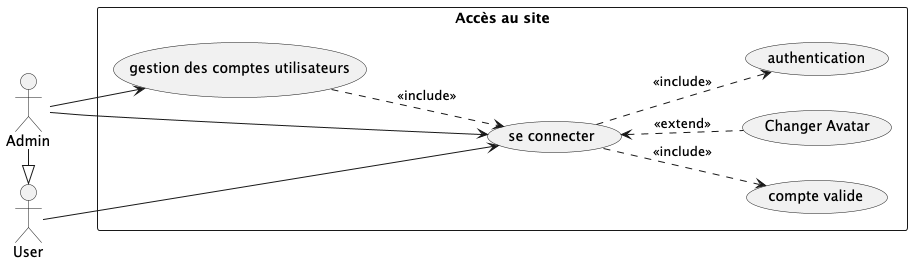 Accès au site
gestion des comptes utilisateurs
authentication
«include»
«include»
Admin
se connecter
«extend»
Changer Avatar
«include»
compte valide
User